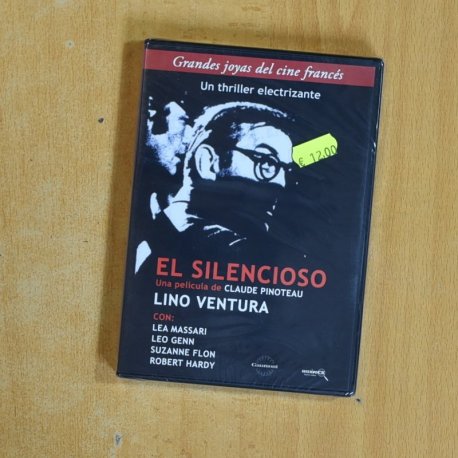 Grandes joyas del cine francés
Un thriller electrizante
€ 12,00
EL SILENCIOSO
Una película de CLAUDE PINOTEAU
LINO VENTURA
CON:
LEA MASSARI
LEO GENN
SUZANNE FLON
ROBERT HARDY
Gaumont